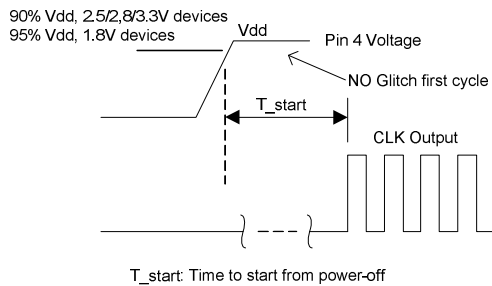 90% Vdd, 2.5/2,8/3.3V devices
95% Vdd, 1.8V devices
Vdd
Pin 4 Voltage
NO Glitch first cycle
T_start
CLK Output
T_start: Time to start from power-off